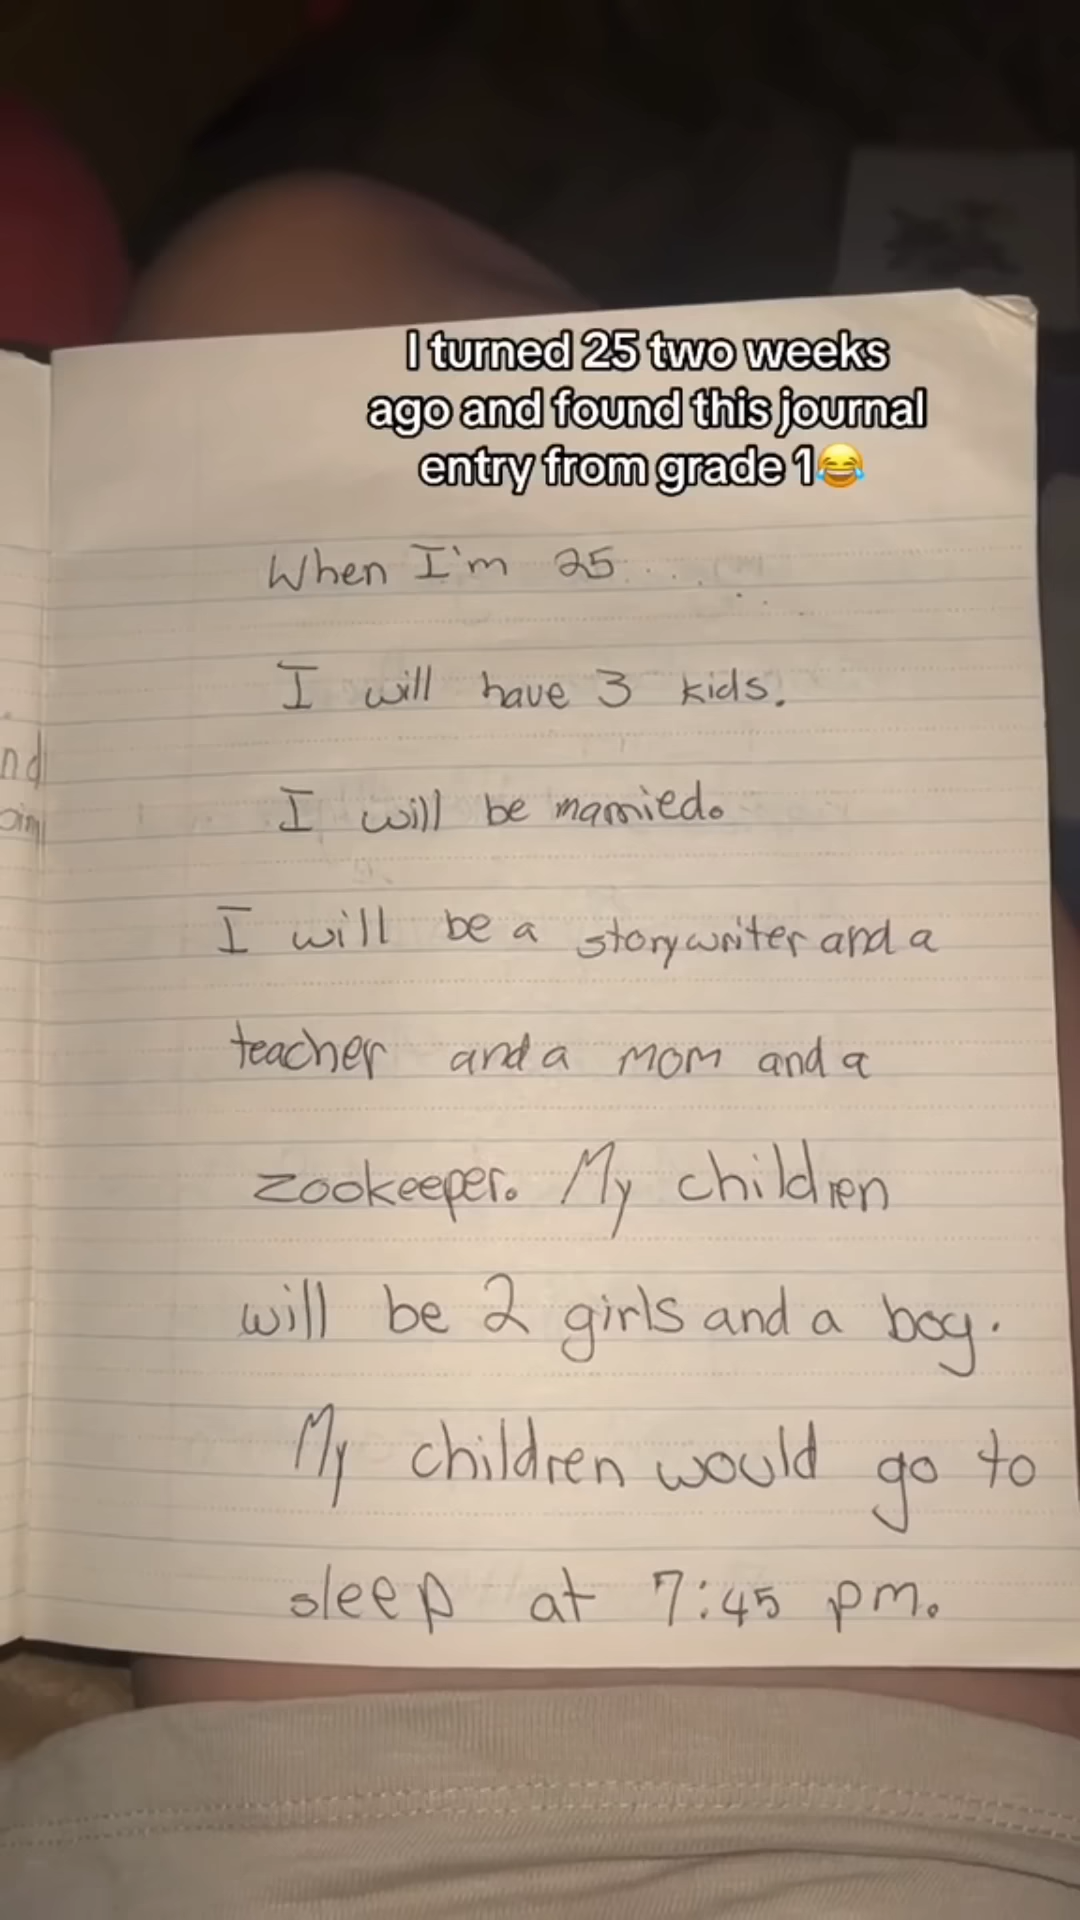 I turned 25 two weeks
ago and found this journal
entry from grade 1😂
When I'm 25....
I will have 3 kids.
I will be married.
I will be a storywriter and a
teacher and a mom and a
zookeeper. My children
will be 2 girls and a boy.
My children would go to
sleep at 7:45 pm.
nd